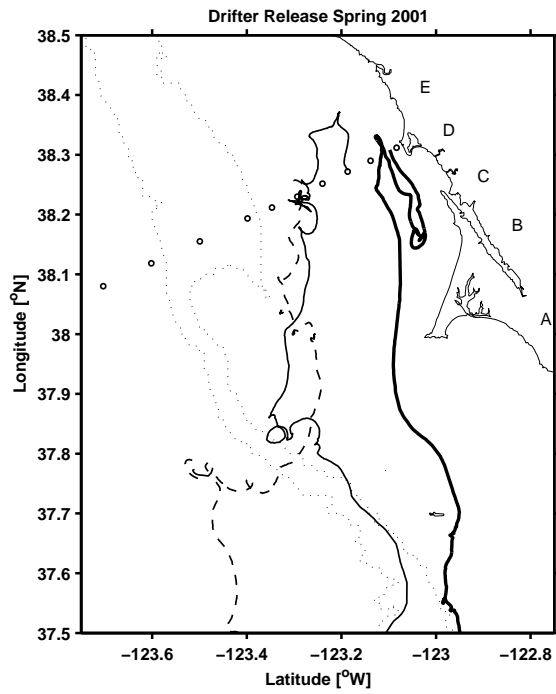 Drifter Release Spring 2001
38.5
38.4
38.3
38.2
38.1
38
37.9
37.8
37.7
37.6
37.5
Longitude [°N]
E
D
C
B
A
−123.6
−123.4
−123.2
−123
−122.8
Latitude [°W]